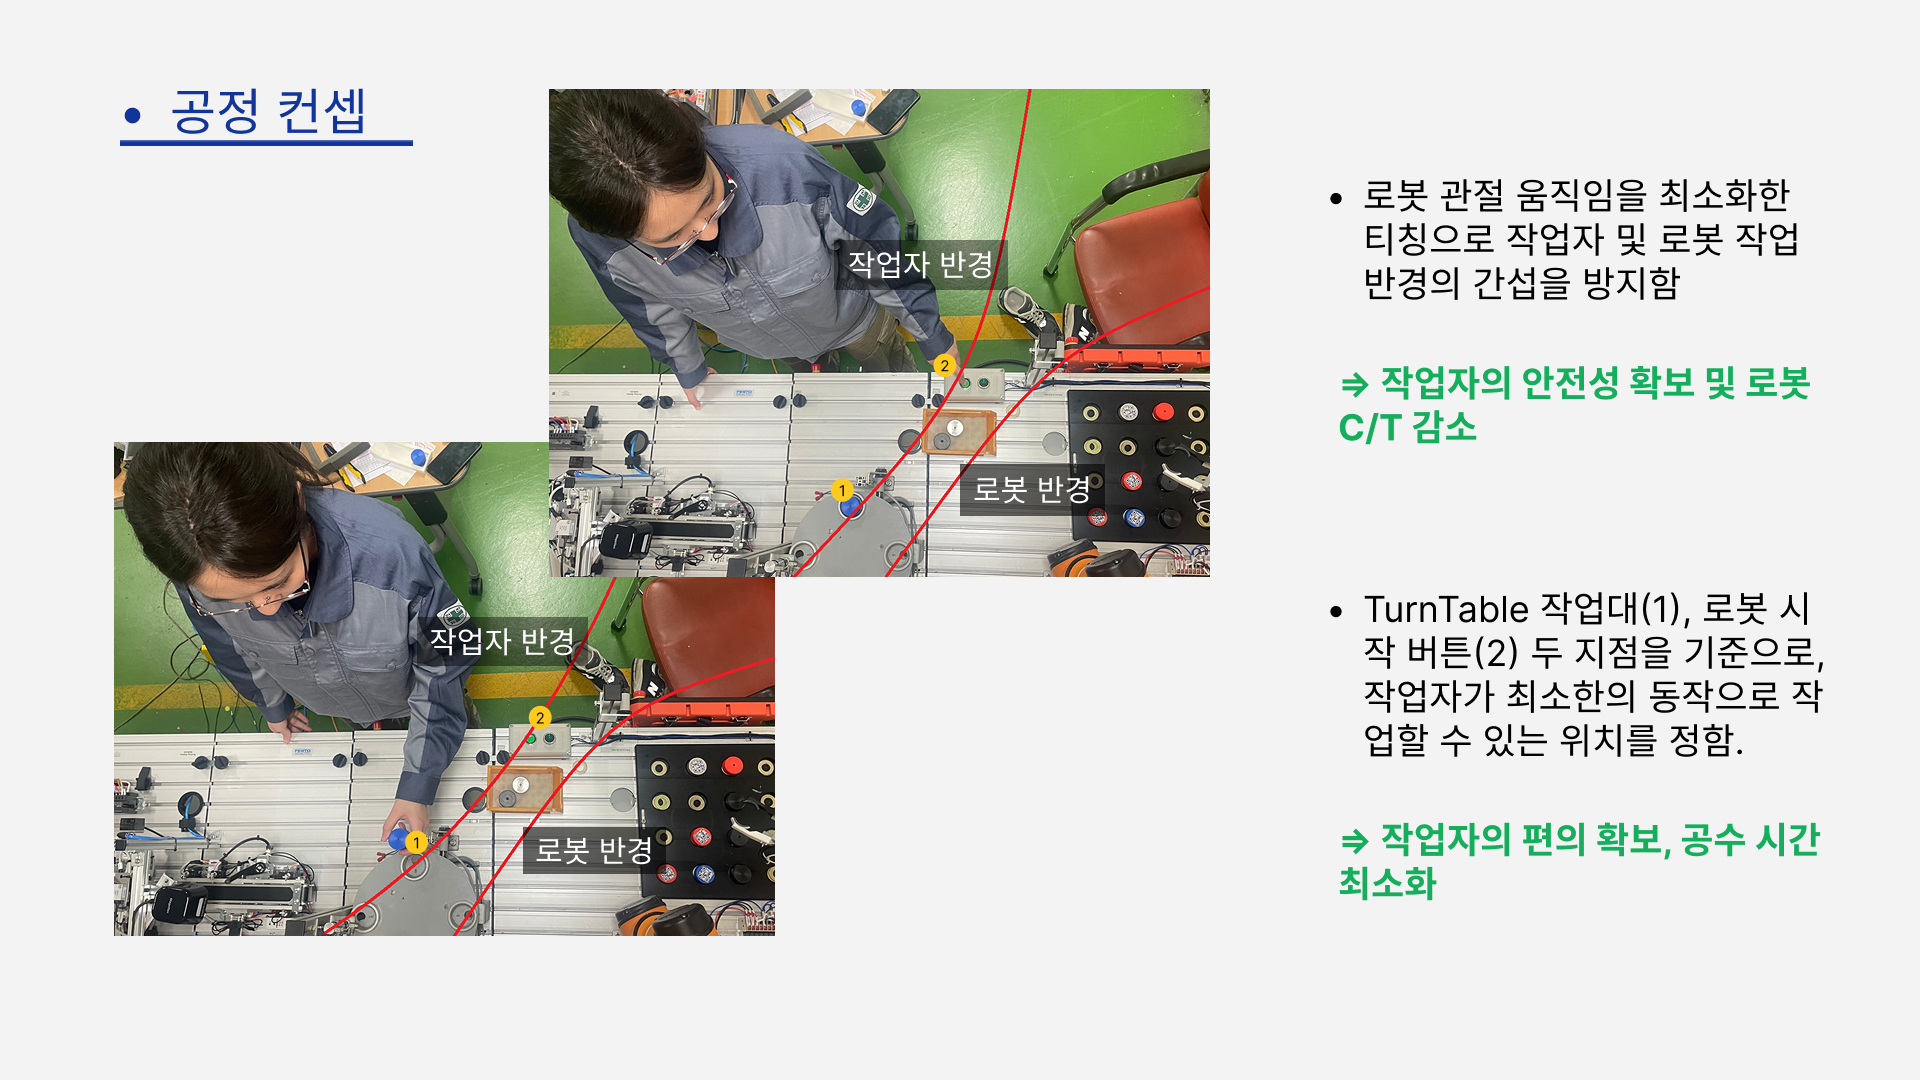 • 공정 컨셉
작업자 반경
2
1
로봇 반경
작업자 반경
2
1
로봇 반경
• 로봇 관절 움직임을 최소화한
티칭으로 작업자 및 로봇 작업
반경의 간섭을 방지함
⇒ 작업자의 안전성 확보 및 로봇
C/T 감소
• TurnTable 작업대(1), 로봇 시
작 버튼(2) 두 지점을 기준으로,
작업자가 최소한의 동작으로 작
업할 수 있는 위치를 정함.
⇒ 작업자의 편의 확보, 공수 시간
최소화